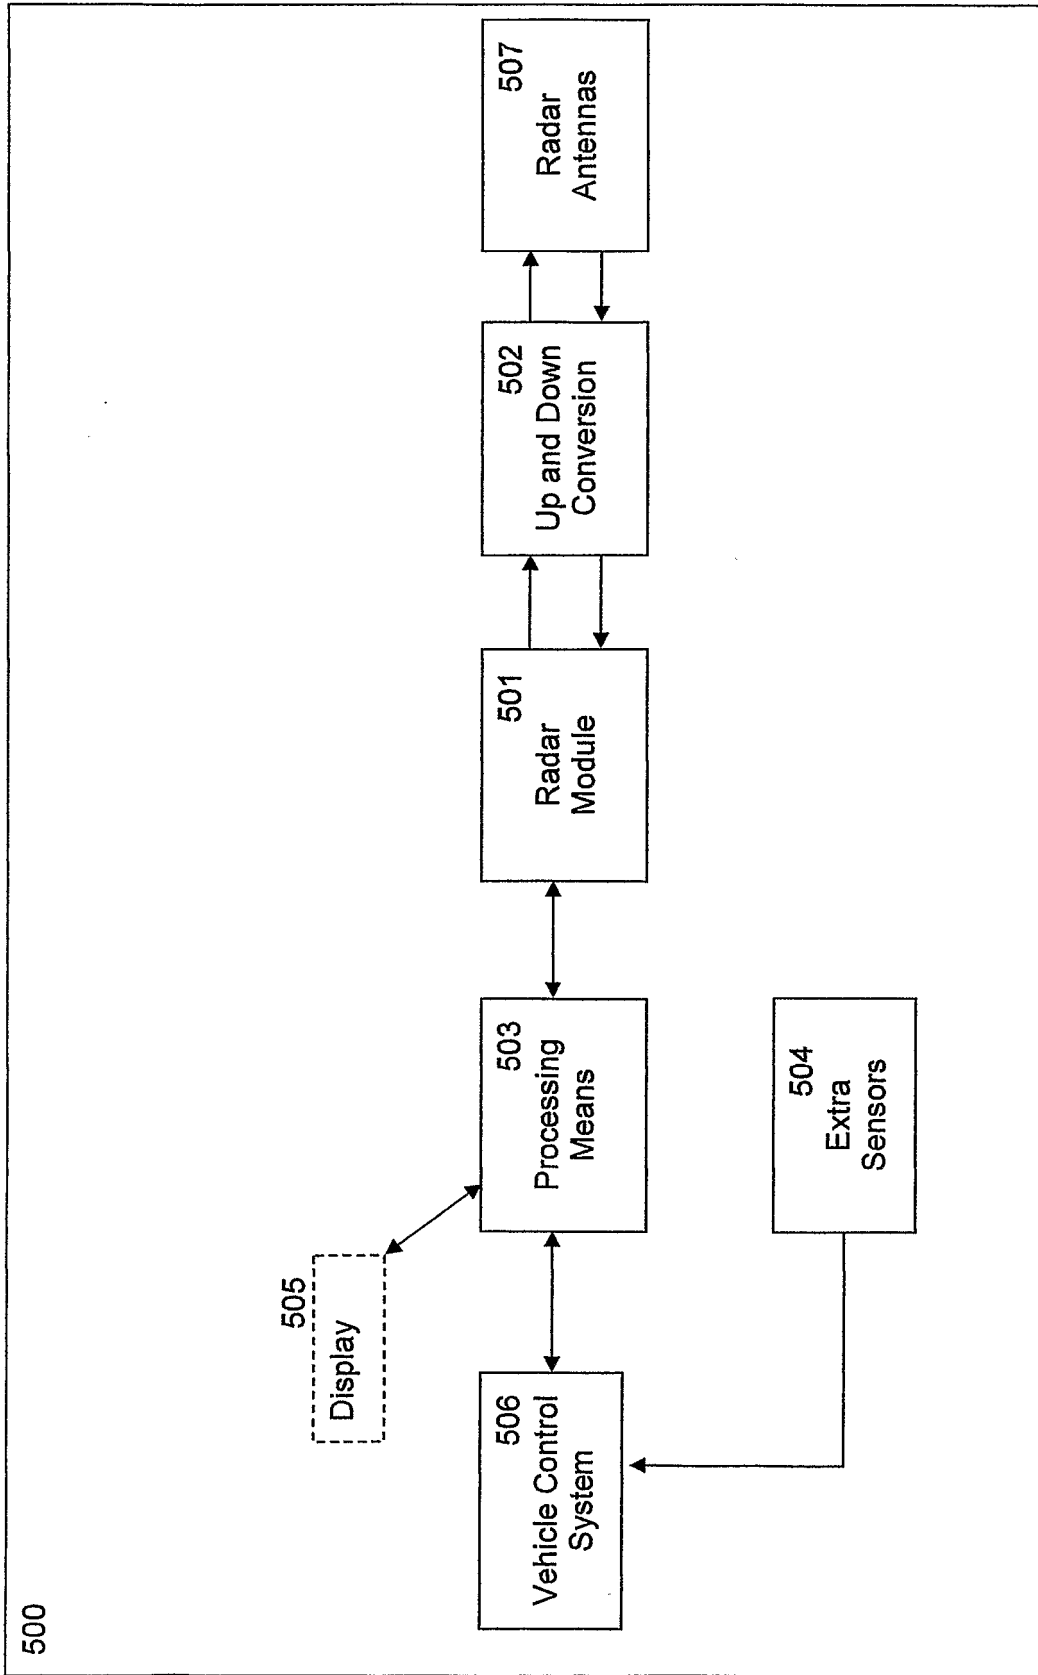 500
505
Display
506
Vehicle Control
System
503
Processing
Means
504
Extra
Sensors
501
Radar
Module
502
Up and Down
Conversion
507
Radar
Antennas